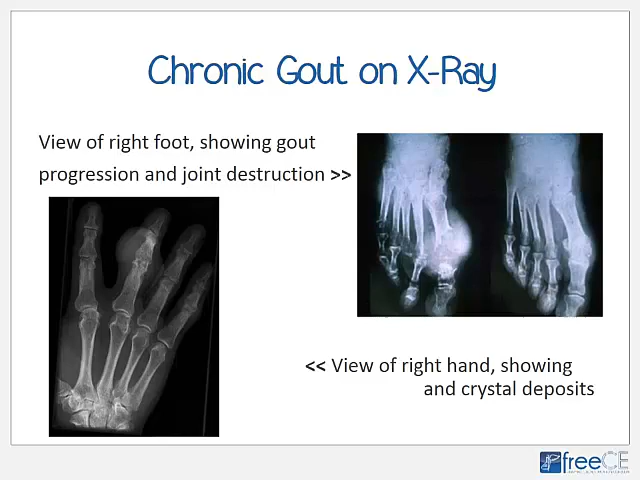 Chronic Gout on X-Ray
View of right foot, showing gout
progression and joint destruction >>
<< View of right hand, showing
and crystal deposits
freeCE